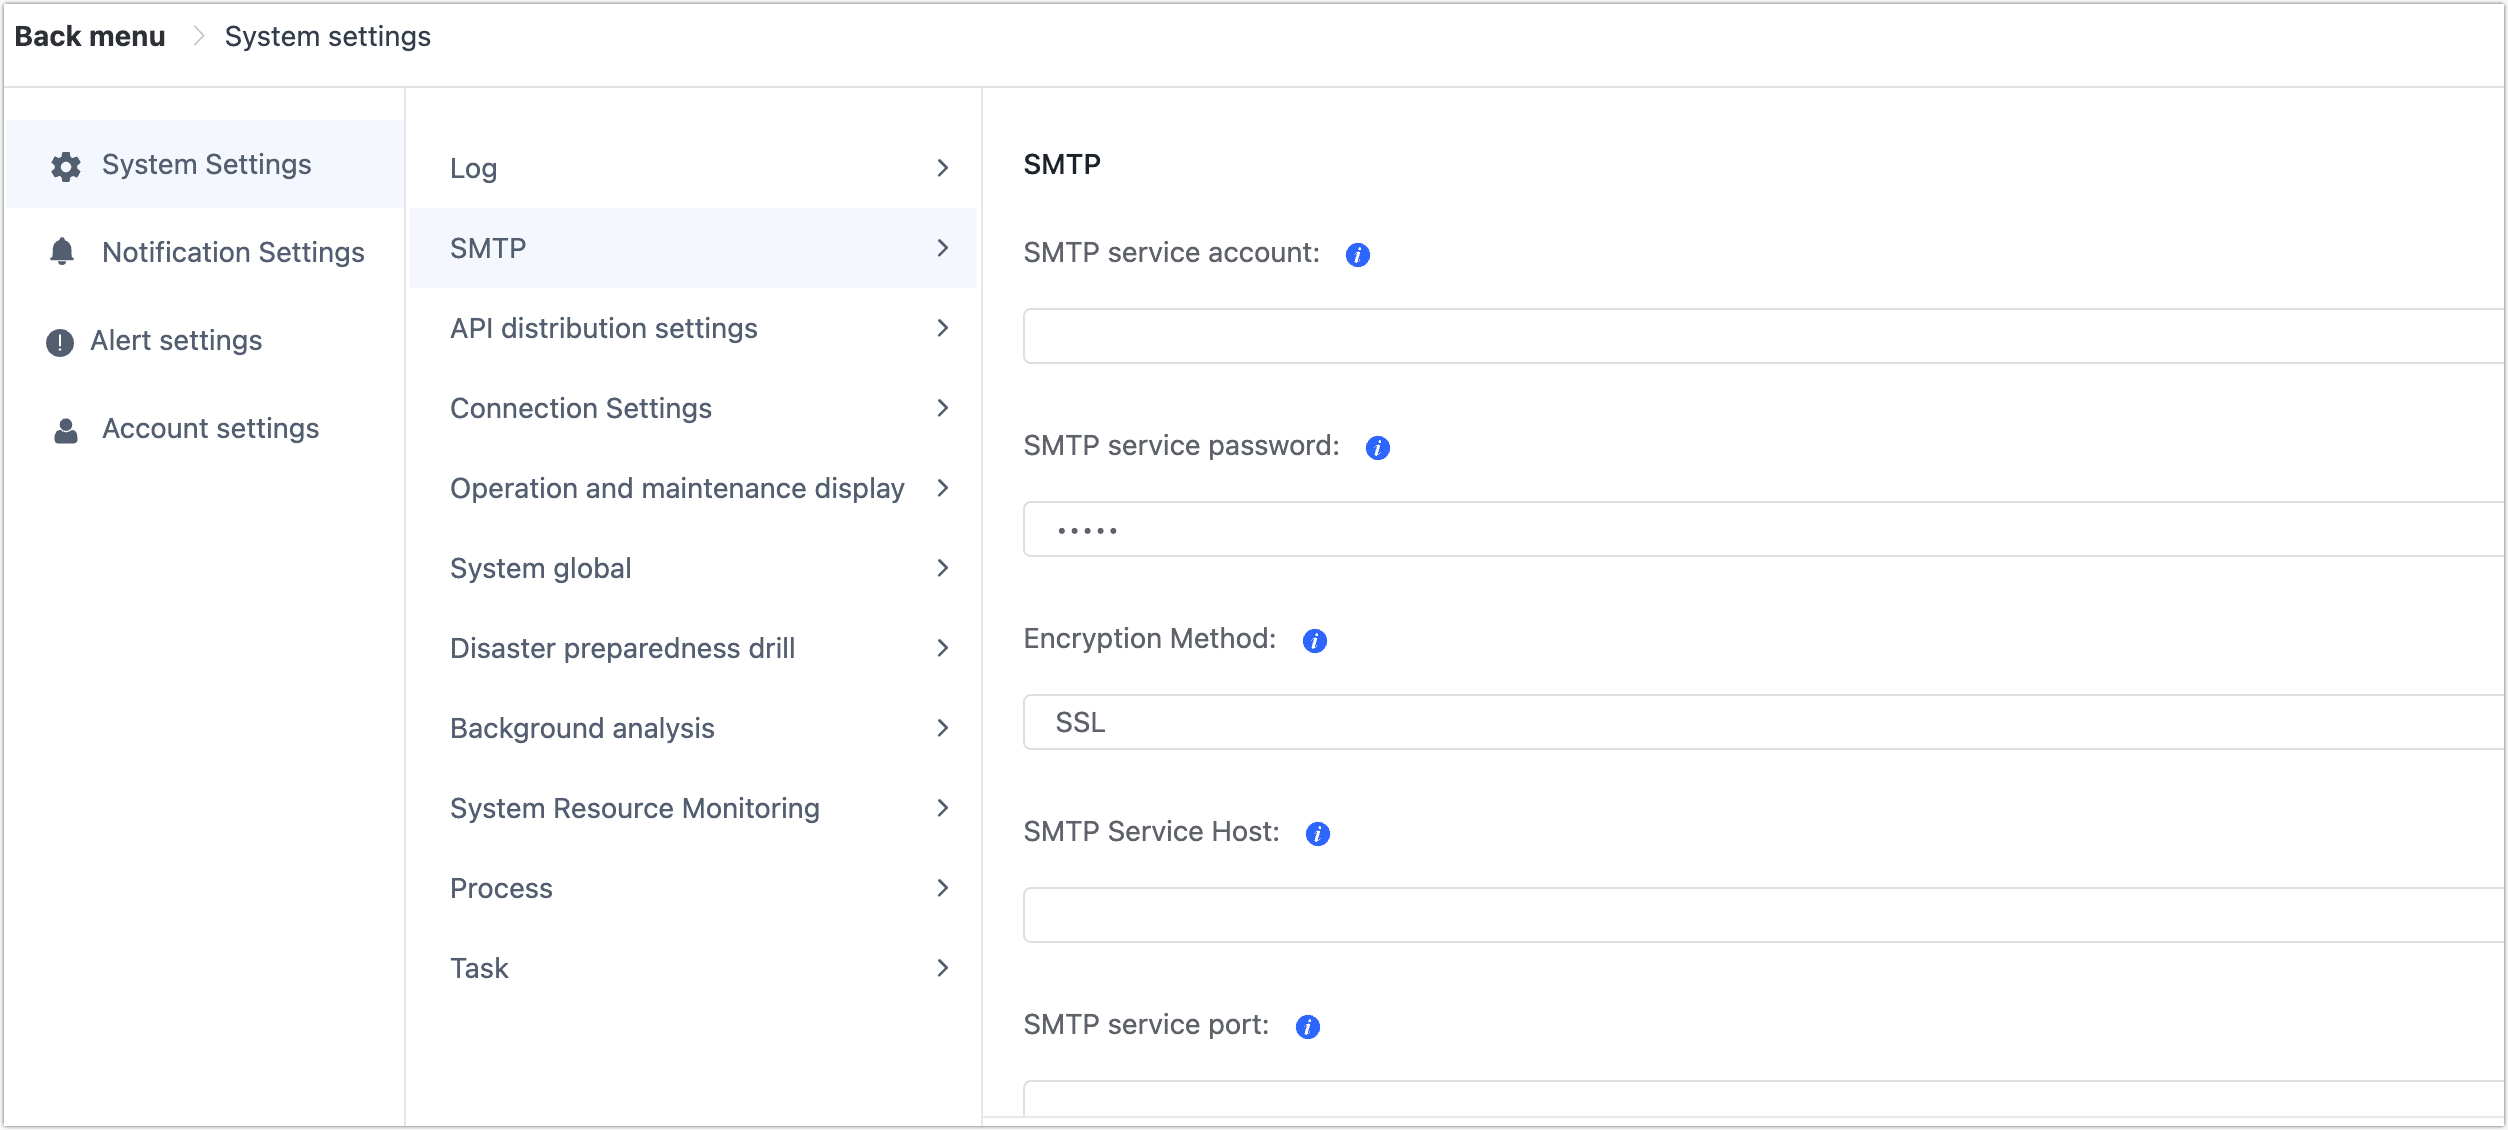 Back menu > System settings
System Settings
Notification Settings
Alert settings
Account settings
Log
SMTP
API distribution settings
Connection Settings
Operation and maintenance display
System global
Disaster preparedness drill
Background analysis
System Resource Monitoring
Process
Task
SMTP
SMTP service account:
SMTP service password:
•••••
Encryption Method:
SSL
SMTP Service Host:
SMTP service port: